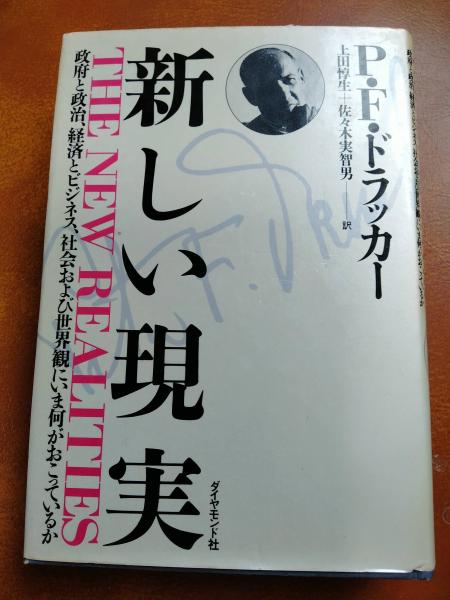 P・F・ドラッカー
上田惇生＋佐々木実智男──訳
新しい現実
THE NEW REALITIES
政府と政治、経済とビジネス、社会および世界観にいま何がおこっているか
ダイヤモンド社